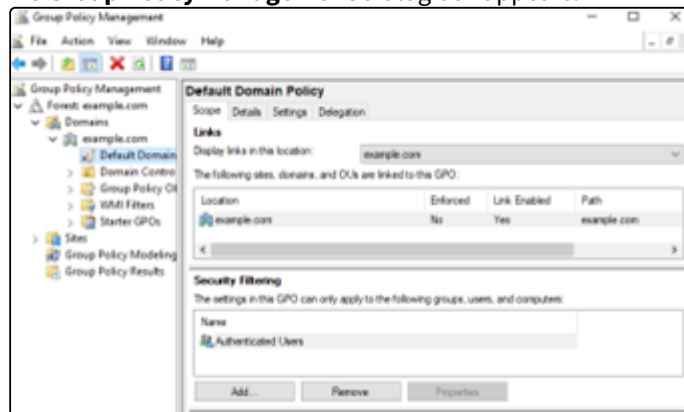 Group Policy Management
File Action View Window Help
Group Policy Management
Forest: example.com
Domains
example.com
Default Domain
Domain Contro
Group Policy Ob
WMI Filters
Starter GPOs
Sites
Group Policy Modeling
Group Policy Results
Default Domain Policy
Scope Details Settings Delegation
Links
Display links in this location: example.com
The following sites, domains, and OUs are linked to this GPO:
Location Enforced Link Enabled Path
example.com No Yes example.com
Security Filtering
The settings in this GPO can only apply to the following groups, users, and computers:
Name
Authenticated Users
Add... Remove Properties